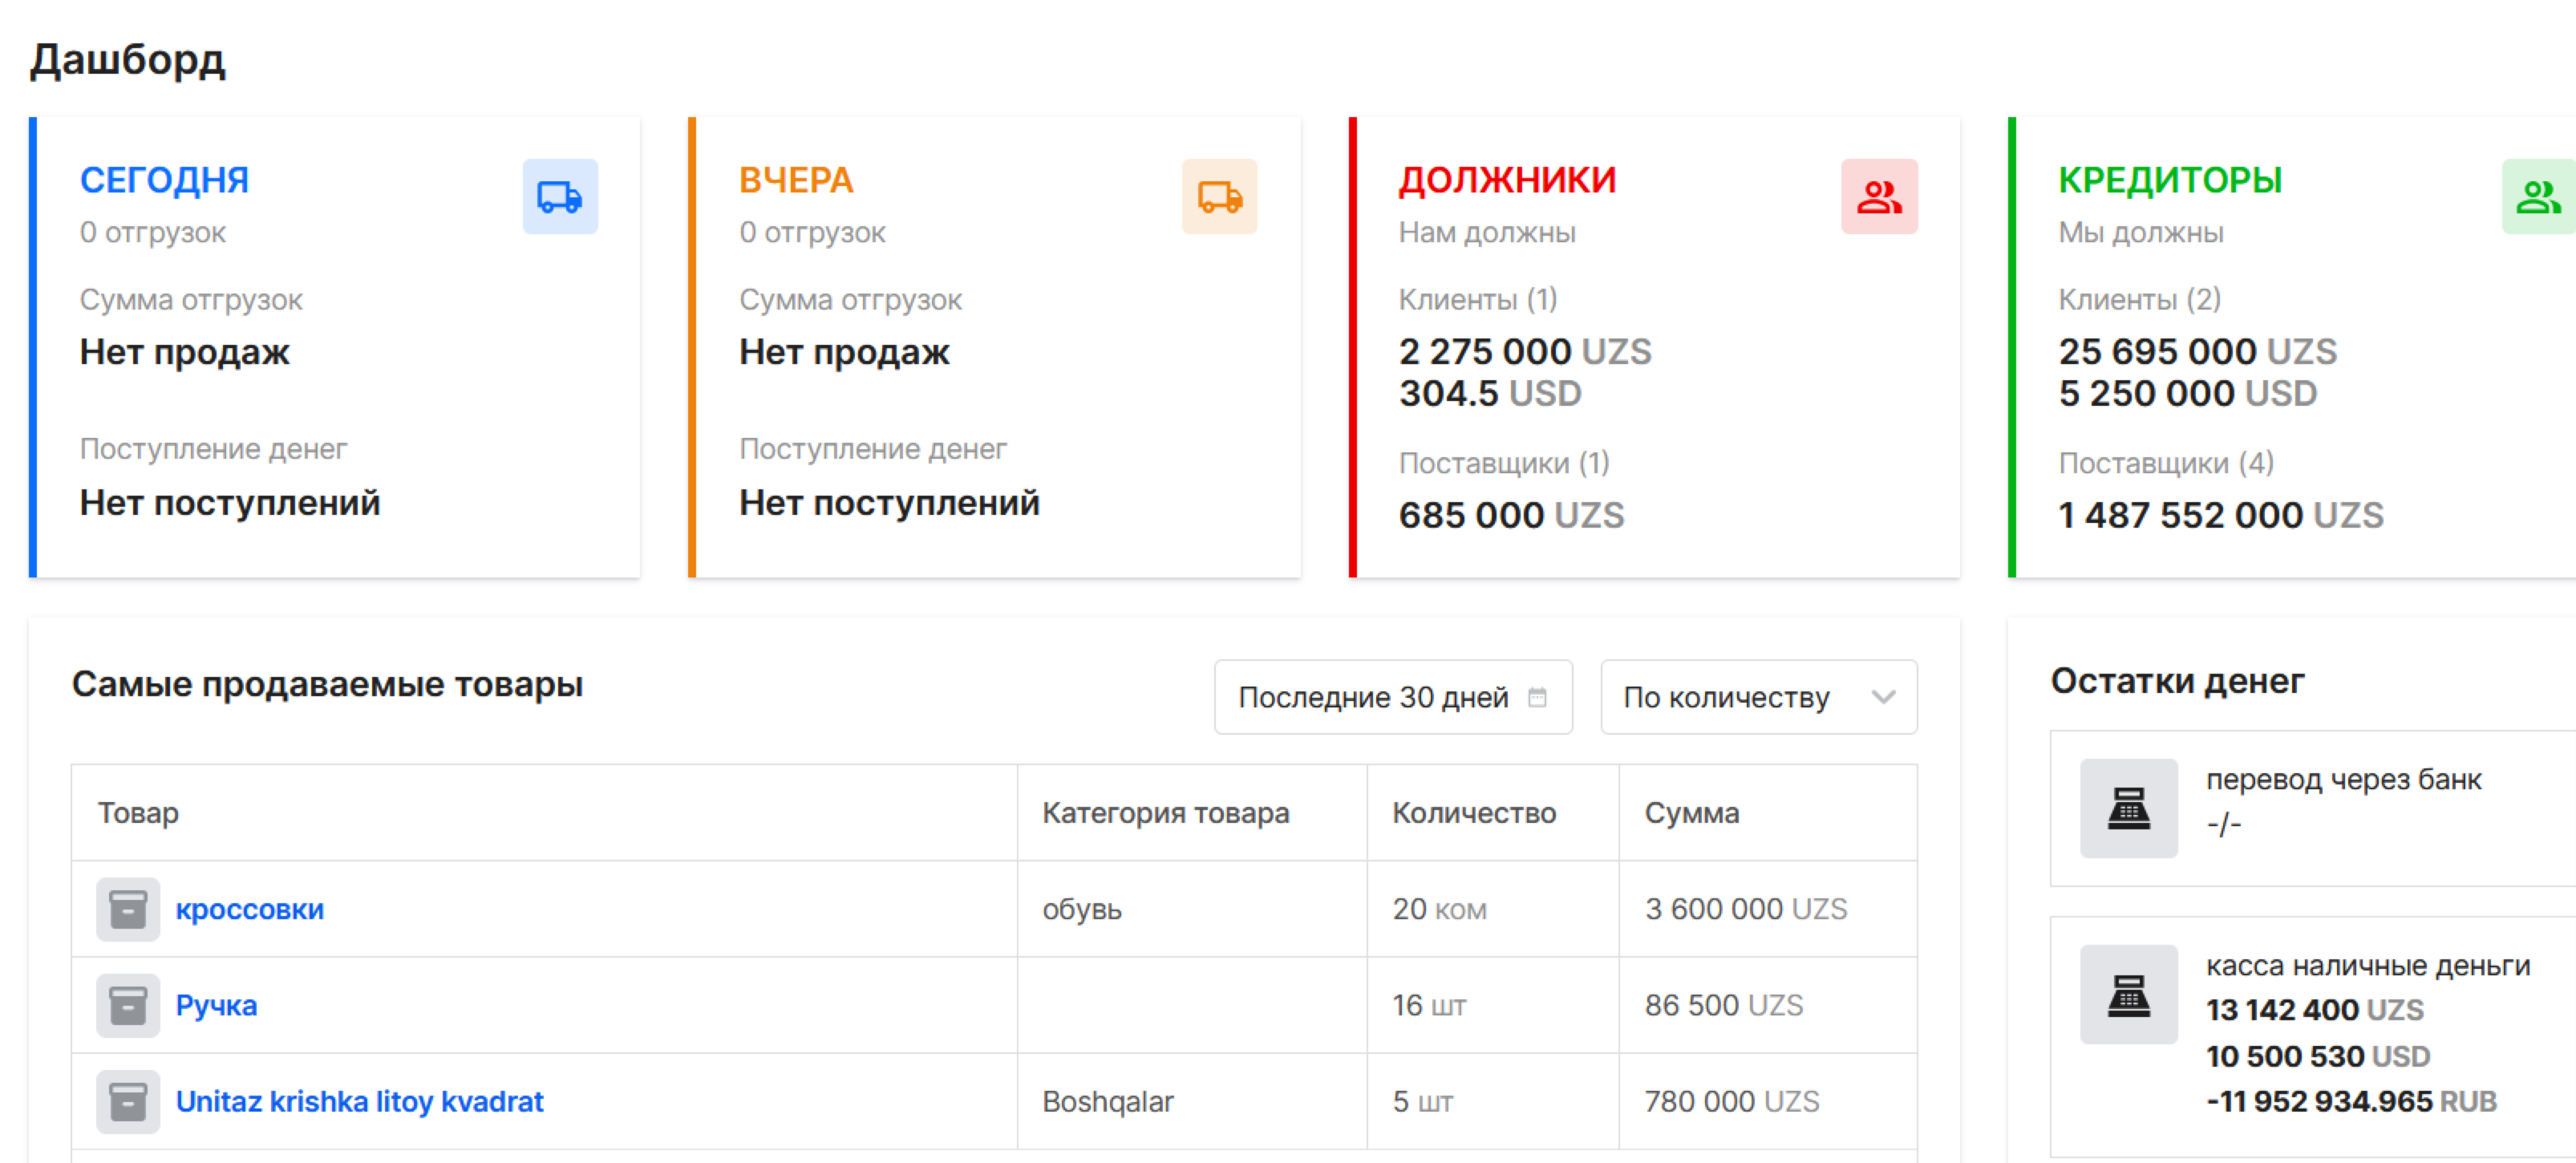 Дашборд
СЕГОДНЯ
0 отгрузок
Сумма отгрузок
Нет продаж
Поступление денег
Нет поступлений
ВЧЕРА
0 отгрузок
Сумма отгрузок
Нет продаж
Поступление денег
Нет поступлений
ДОЛЖНИКИ
Нам должны
Клиенты (1)
2 275 000 UZS
304.5 USD
Поставщики (1)
685 000 UZS
КРЕДИТОРЫ
Мы должны
Клиенты (2)
25 695 000 UZS
5 250 000 USD
Поставщики (4)
1 487 552 000 UZS
Самые продаваемые товары
Последние 30 дней
По количеству
Товар Категория товара Количество Сумма
кроссовки обувь 20 ком 3 600 000 UZS
Ручка 16 шт 86 500 UZS
Unitaz krishka litoy kvadrat Boshqalar 5 шт 780 000 UZS
Остатки денег
перевод через банк
-/-
касса наличные деньги
13 142 400 UZS
10 500 530 USD
-11 952 934.965 RUB